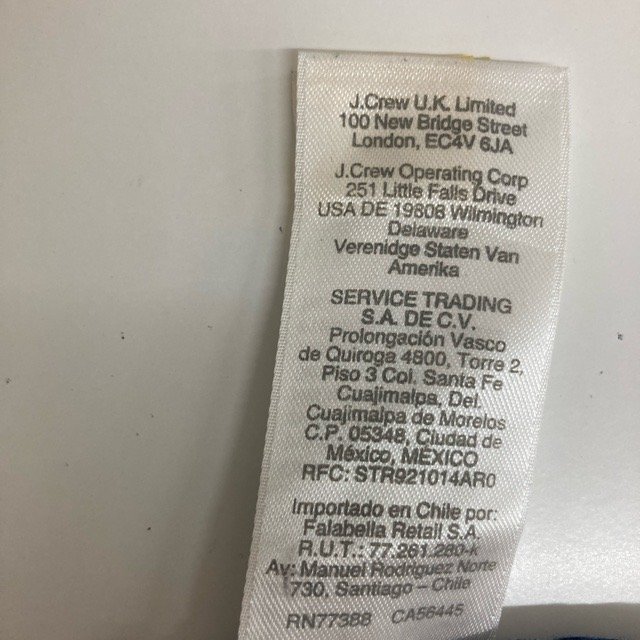 J.Crew U.K. Limited
100 New Bridge Street
London, EC4V 6JA
J.Crew Operating Corp
251 Little Falls Drive
USA DE 19808 Wilmington
Delaware
Verenidge Staten Van
Amerika
SERVICE TRADING
S.A. DE C.V.
Prolongación Vasco
de Quiroga 4800, Torre 2,
Piso 3 Col. Santa Fe
Cuajimalpa, Del.
Cuajimalpa de Morelos
C.P. 05348, Ciudad de
México, MÉXICO
RFC: STR921014AR0
Importado en Chile por:
Falabella Retail S.A.
R.U.T.: 77.261.280-k
Av: Manuel Rodriguez Norte
730, Santiago – Chile
RN77388 CA56445